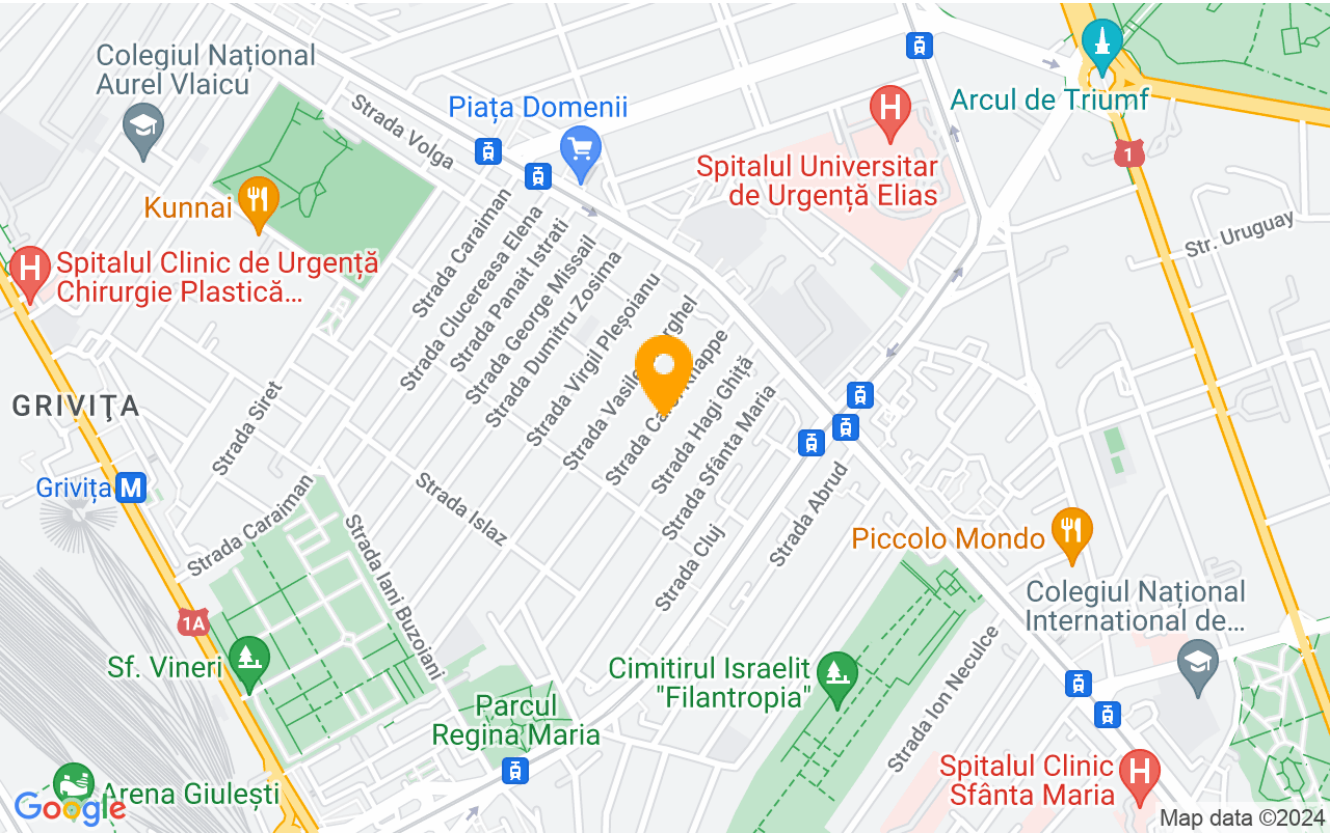 Colegiul Național
Aurel Vlaicu
Strada Volga
Piața Domenii
H
Arcul de Triumf
1
Spitalul Universitar
de Urgență Elias
Kunnai
Str. Uruguay
H
Spitalul Clinic de Urgență
Chirurgie Plastică...
Strada Caraiman
Strada Clucereasa Elena
Strada Panait Istrati
Strada George Missail
Strada Dumitru Zosima
Strada Virgil Pleșoianu
Strada Vasile
Strada
Strada Hagi Ghiță
Strada Sfânta Maria
GRIVIȚA
Strada Siret
Grivița
M
Strada Caraiman
Strada Islaz
Strada Iani Buzoiani
Strada Cluj
Strada Abrud
Piccolo Mondo
Colegiul Național
International de...
1A
Sf. Vineri
Cimitirul Israelit
"Filantropia"
Strada Ion Neculce
Parcul
Regina Maria
Spitalul Clinic
Sfânta Maria
H
Arena Giulești
Google
Map data ©2024